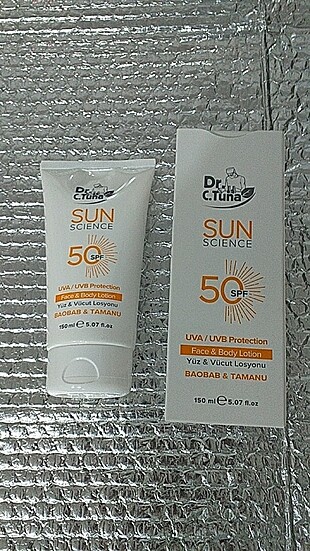 Dr.
C.Tuna
SUN
SCIENCE
50 SPF
UVA / UVB Protection
Face & Body Lotion
Yüz & Vücut Losyonu
BAOBAB & TAMANU
150 ml ℮ 5.07 fl.oz
Dr.
C.Tuna
SUN
SCIENCE
50 SPF
UVA / UVB Protection
Face & Body Lotion
Yüz & Vücut Losyonu
BAOBAB & TAMANU
150 ml ℮ 5.07 fl.oz